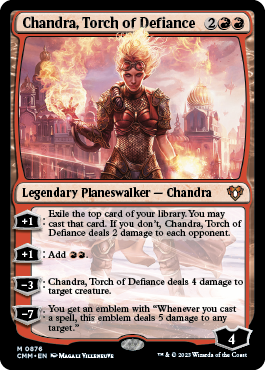 Chandra, Torch of Defiance 2
Legendary Planeswalker — Chandra
+1: Exile the top card of your library. You may
cast that card. If you don't, Chandra, Torch of
Defiance deals 2 damage to each opponent.
+1: Add .
−3: Chandra, Torch of Defiance deals 4 damage to
target creature.
−7: You get an emblem with “Whenever you cast
a spell, this emblem deals 5 damage to any
target.”
4
M 0876
CMM • EN Magali Villeneuve
™ & © 2023 Wizards of the Coast